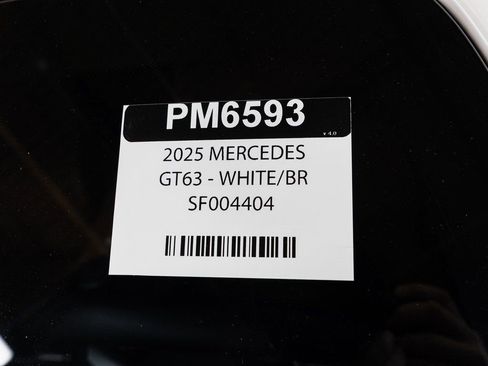 PM6593
v 4.0
2025 MERCEDES
GT63 - WHITE/BR
SF004404